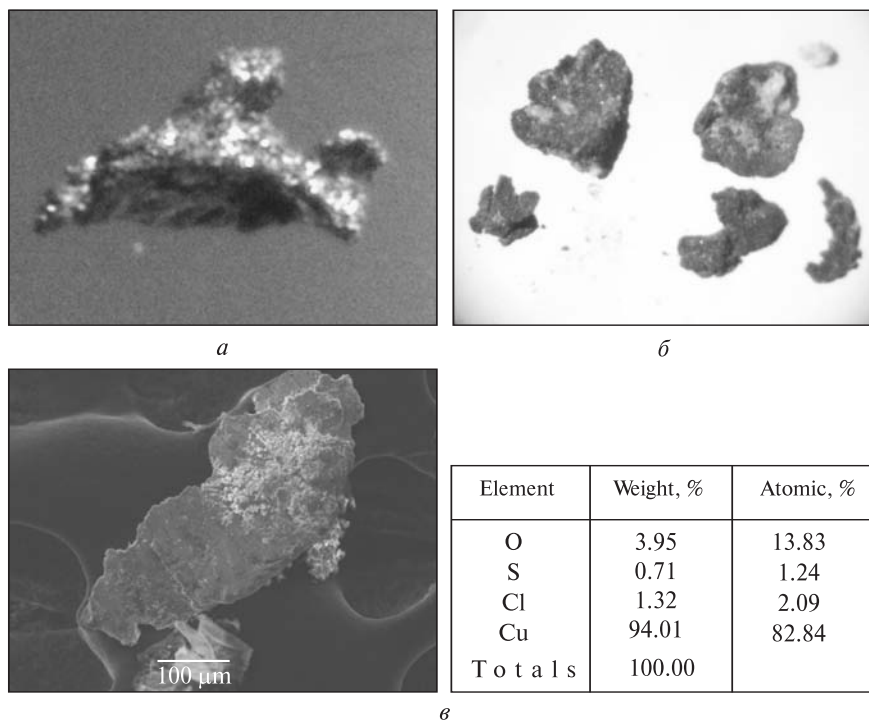 а
б
100 μm
Element Weight, % Atomic, %
O 3.95 13.83
S 0.71 1.24
Cl 1.32 2.09
Cu 94.01 82.84
Totals 100.00
в